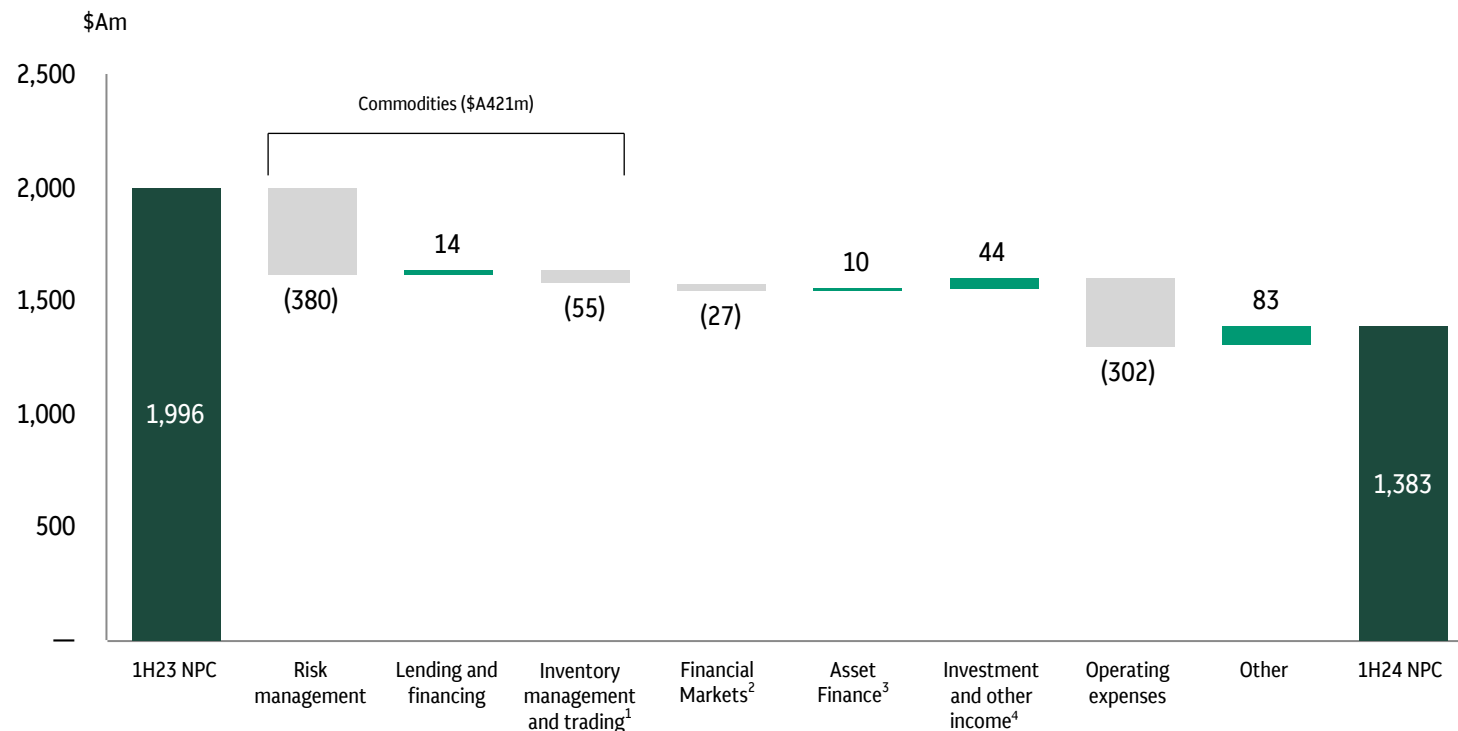 $Am
2,500
2,000
1,500
1,000
500
—
Commodities ($A421m)
1,996
(380)
14
(55)
(27)
10
44
(302)
83
1,383
1H23 NPC
Risk
management
Lending and
financing
Inventory
management
and trading1
Financial
Markets2
Asset
Finance3
Investment
and other
income4
Operating
expenses
Other
1H24 NPC